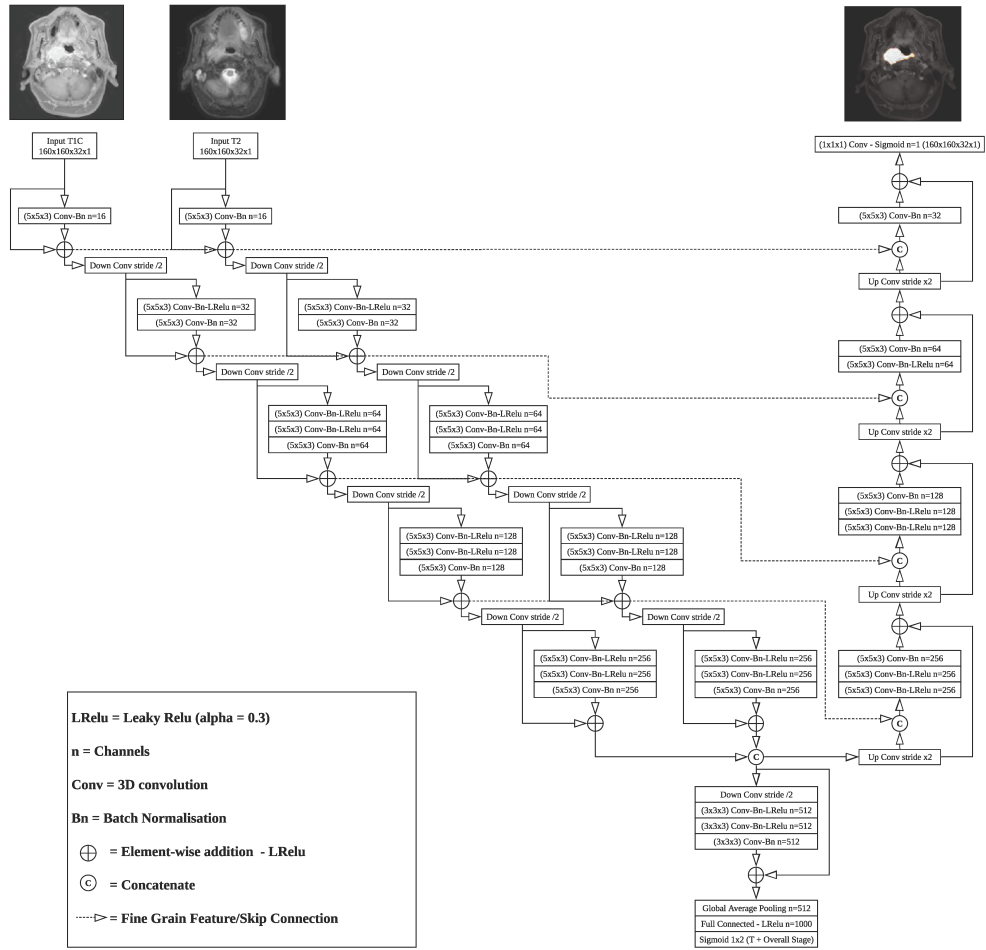 Input T1C
160x160x32x1
Input T2
160x160x32x1
(1x1x1) Conv - Sigmoid n=1 (160x160x32x1)
(5x5x3) Conv-Bn n=16
(5x5x3) Conv-Bn n=16
(5x5x3) Conv-Bn n=32
C
Down Conv stride /2
Down Conv stride /2
Up Conv stride x2
(5x5x3) Conv-Bn-LRelu n=32
(5x5x3) Conv-Bn n=32
(5x5x3) Conv-Bn-LRelu n=32
(5x5x3) Conv-Bn n=32
(5x5x3) Conv-Bn n=64
(5x5x3) Conv-Bn-LRelu n=64
Down Conv stride /2
Down Conv stride /2
C
(5x5x3) Conv-Bn-LRelu n=64
(5x5x3) Conv-Bn-LRelu n=64
(5x5x3) Conv-Bn n=64
(5x5x3) Conv-Bn-LRelu n=64
(5x5x3) Conv-Bn-LRelu n=64
(5x5x3) Conv-Bn n=64
Up Conv stride x2
Down Conv stride /2
Down Conv stride /2
(5x5x3) Conv-Bn n=128
(5x5x3) Conv-Bn-LRelu n=128
(5x5x3) Conv-Bn-LRelu n=128
(5x5x3) Conv-Bn-LRelu n=128
(5x5x3) Conv-Bn-LRelu n=128
(5x5x3) Conv-Bn n=128
(5x5x3) Conv-Bn-LRelu n=128
(5x5x3) Conv-Bn-LRelu n=128
(5x5x3) Conv-Bn n=128
C
Up Conv stride x2
Down Conv stride /2
Down Conv stride /2
(5x5x3) Conv-Bn-LRelu n=256
(5x5x3) Conv-Bn-LRelu n=256
(5x5x3) Conv-Bn n=256
(5x5x3) Conv-Bn-LRelu n=256
(5x5x3) Conv-Bn-LRelu n=256
(5x5x3) Conv-Bn n=256
(5x5x3) Conv-Bn n=256
(5x5x3) Conv-Bn-LRelu n=256
(5x5x3) Conv-Bn-LRelu n=256
C
C
Up Conv stride x2
Down Conv stride /2
(3x3x3) Conv-Bn-LRelu n=512
(3x3x3) Conv-Bn-LRelu n=512
(3x3x3) Conv-Bn n=512
Global Average Pooling n=512
Full Connected - LRelu n=1000
Sigmoid 1x2 (T + Overall Stage)
LRelu = Leaky Relu (alpha = 0.3)
n = Channels
Conv = 3D convolution
Bn = Batch Normalisation
= Element-wise addition - LRelu
C = Concatenate
= Fine Grain Feature/Skip Connection